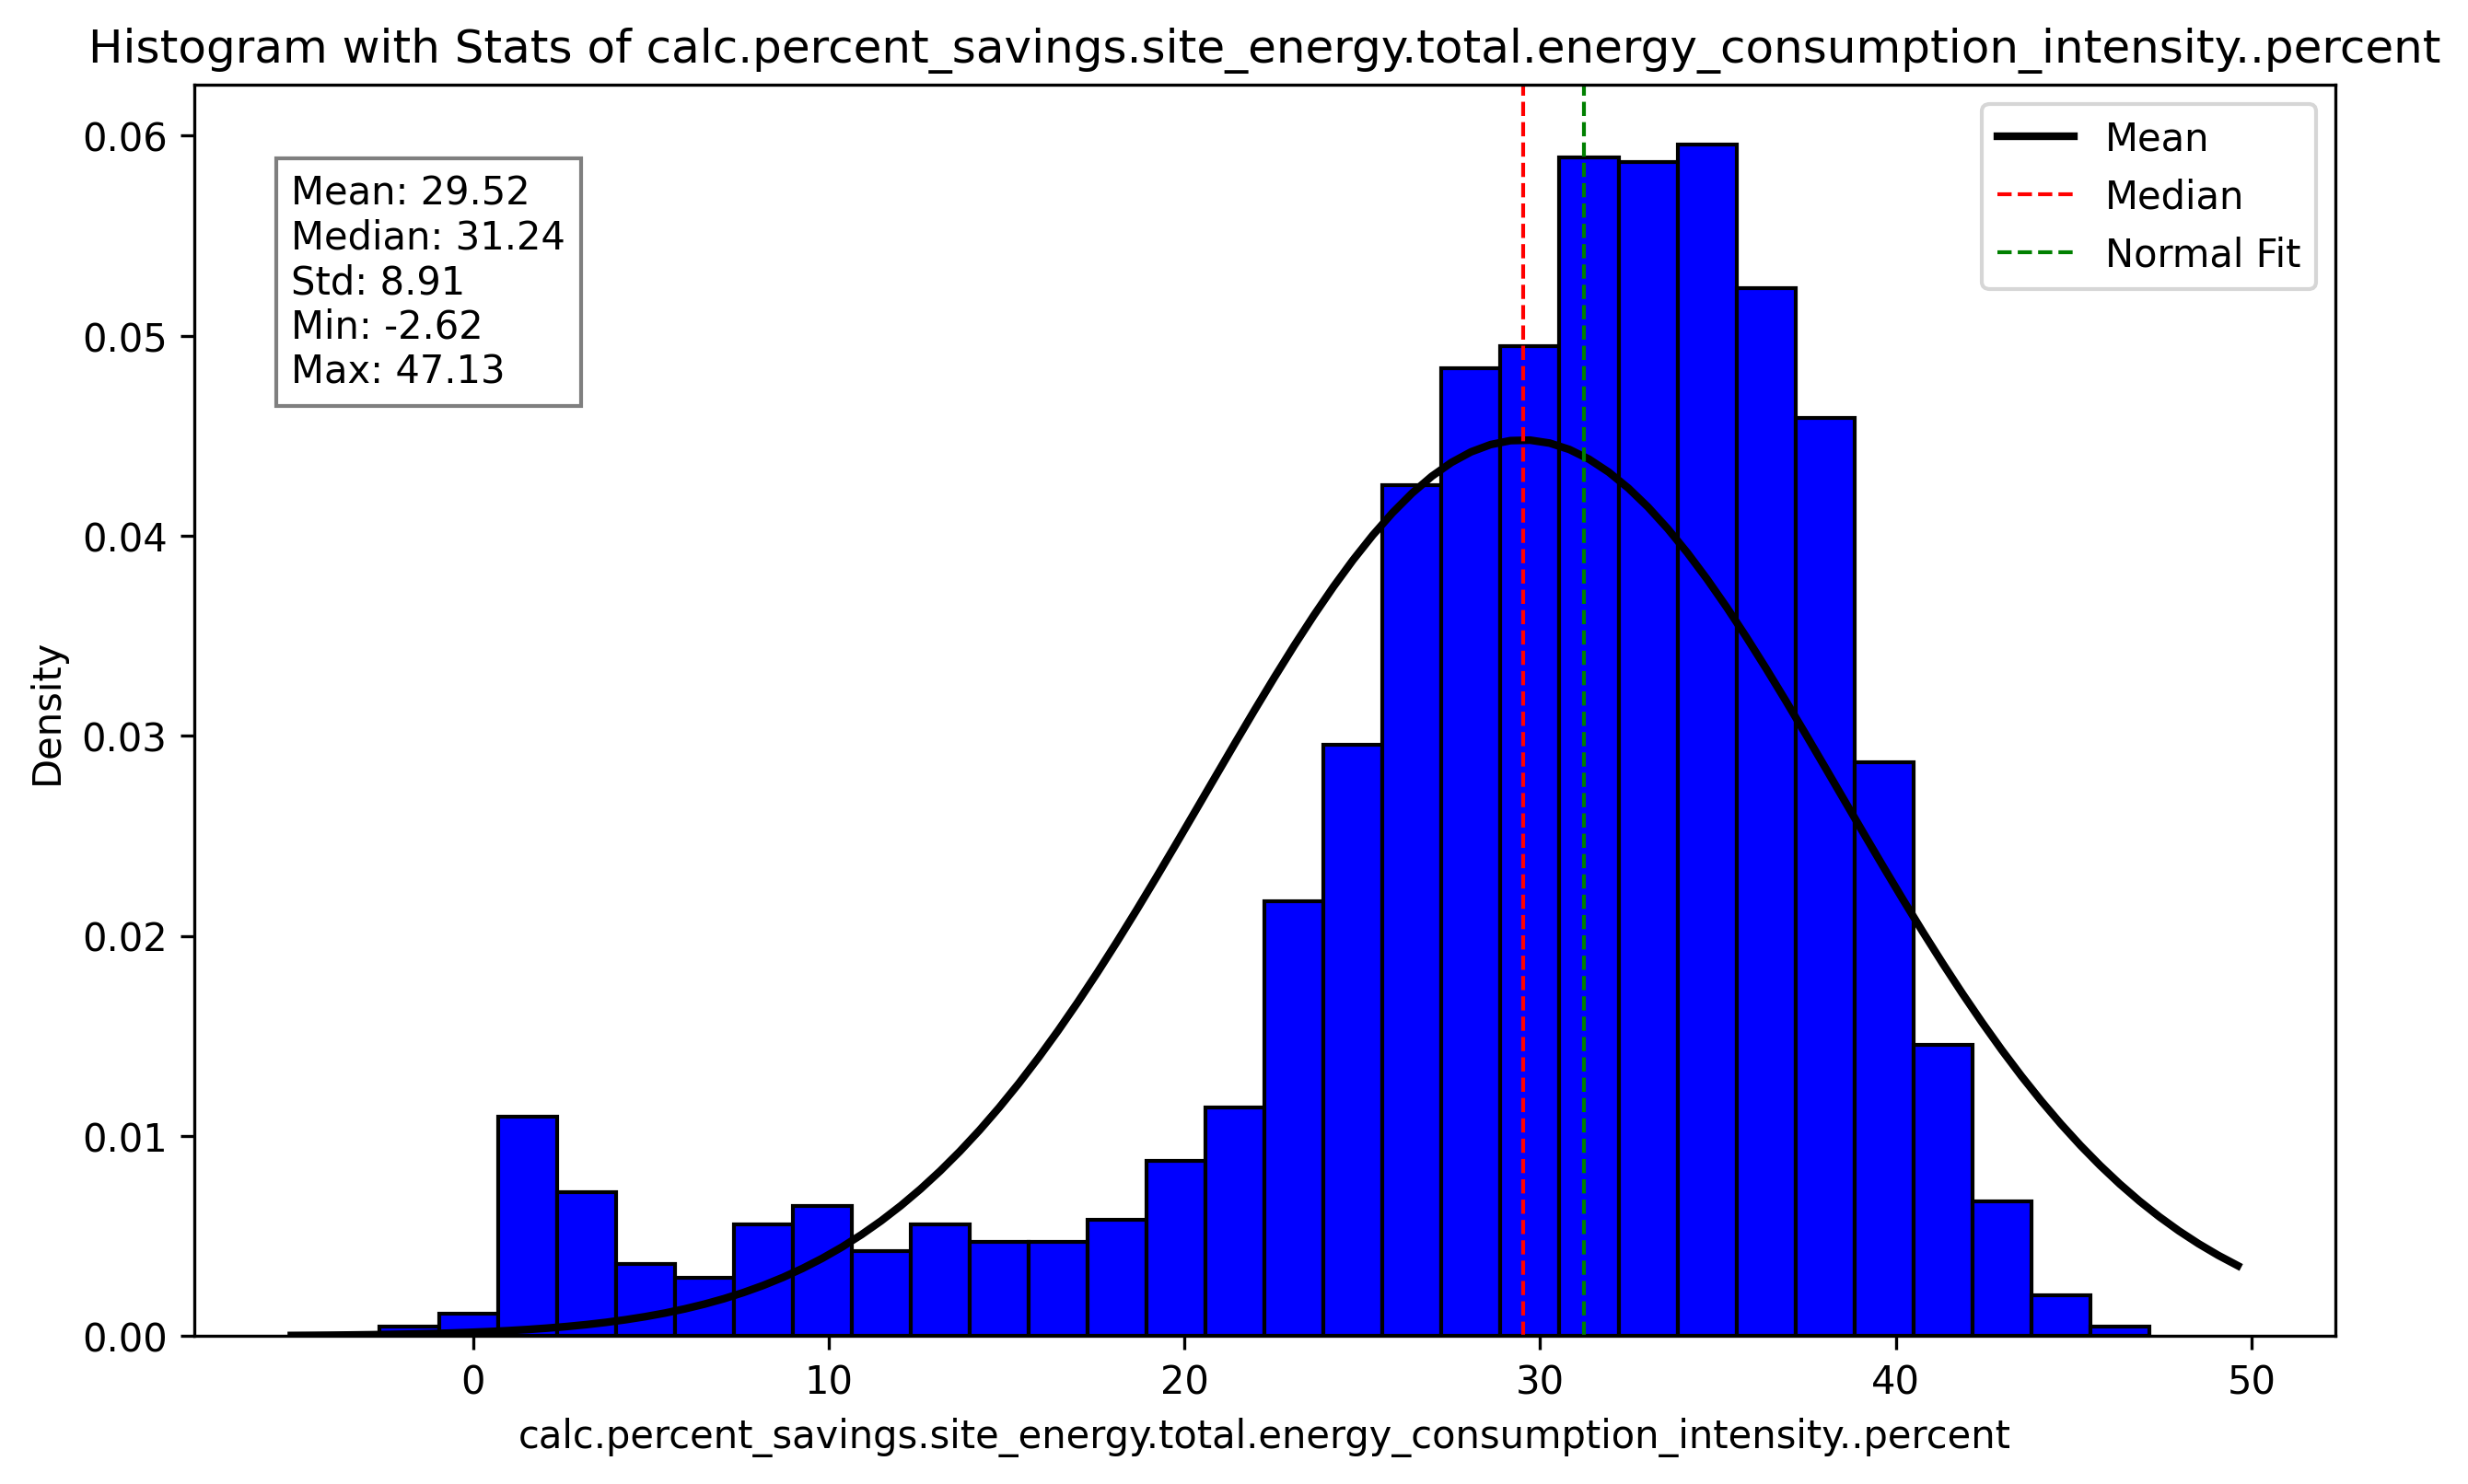 Histogram with Stats of calc.percent_savings.site_energy.total.energy_consumption_intensity..percent
Mean: 29.52
Median: 31.24
Std: 8.91
Min: -2.62
Max: 47.13
Mean
Median
Normal Fit
Density
0.06
0.05
0.04
0.03
0.02
0.01
0.00
0
10
20
30
40
50
calc.percent_savings.site_energy.total.energy_consumption_intensity..percent